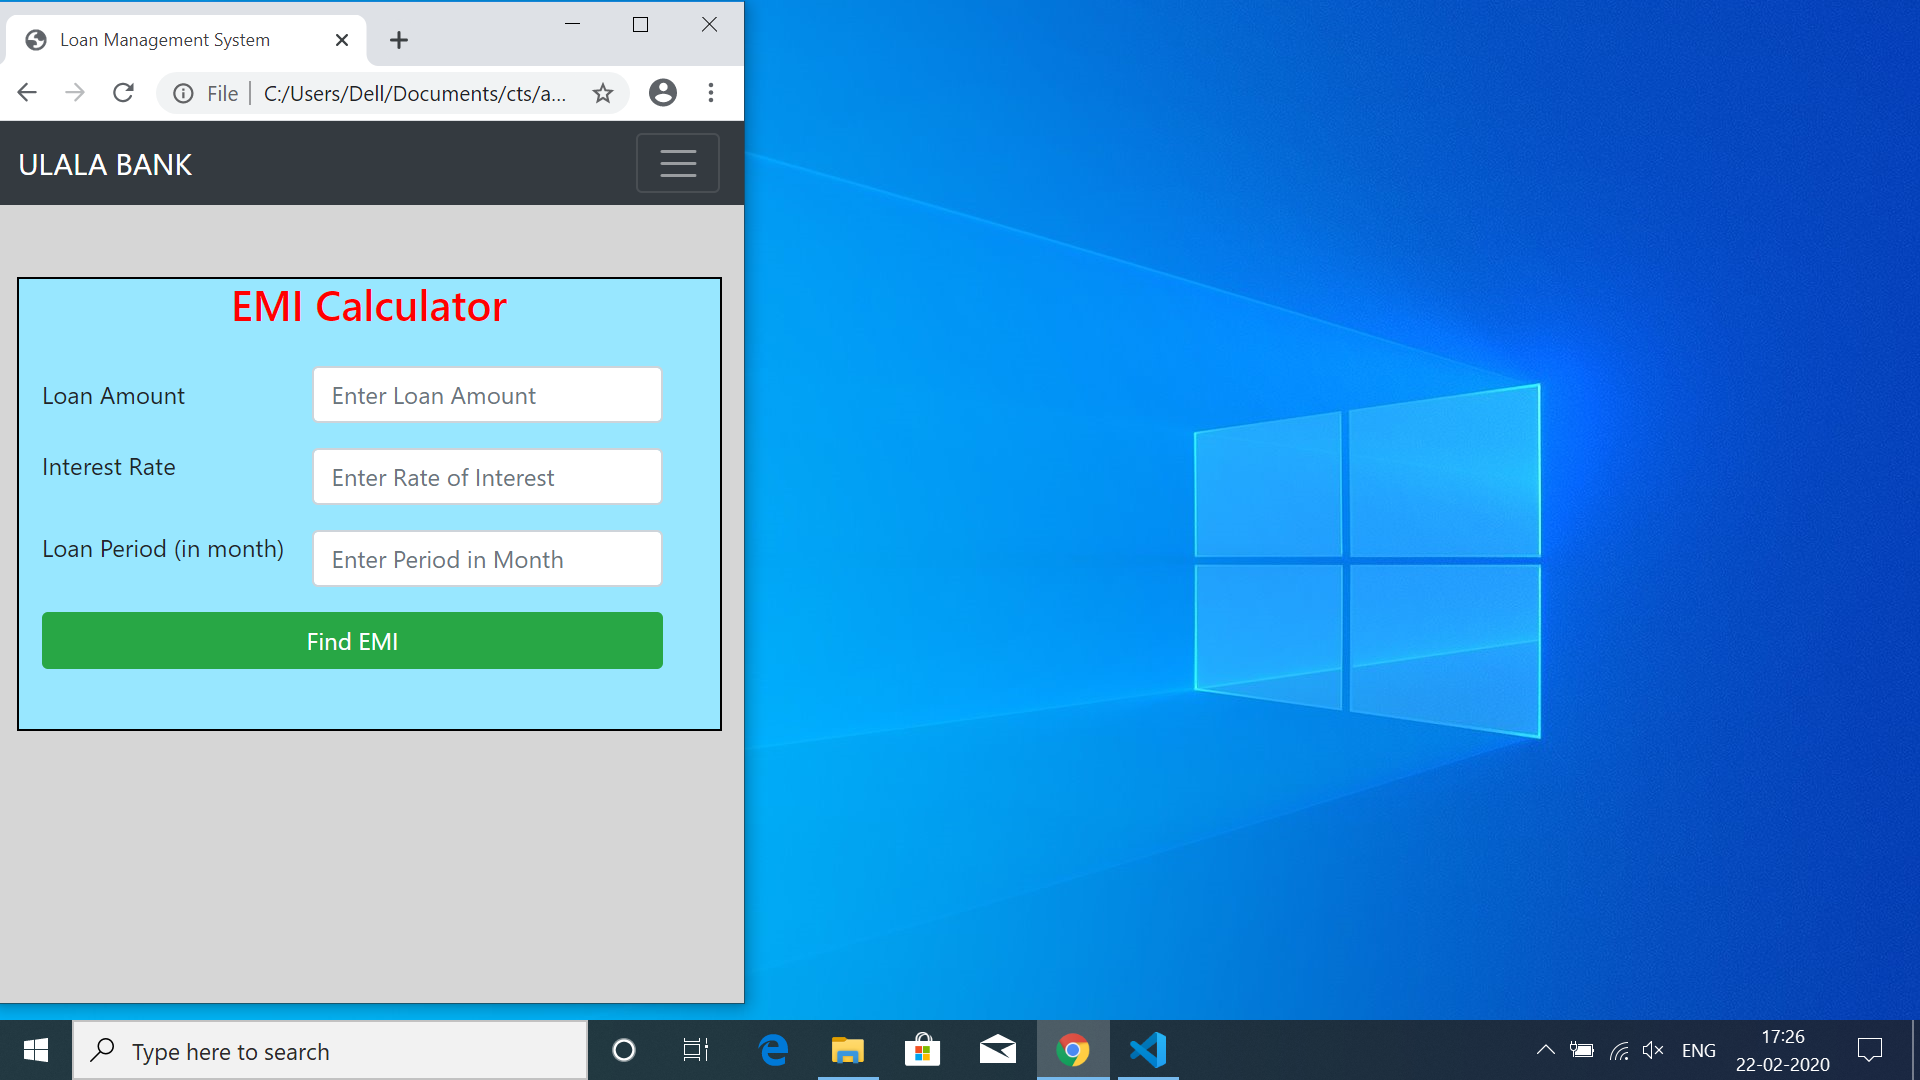 Loan Management System
File
C:/Users/Dell/Documents/cts/a...
ULALA BANK
EMI Calculator
Loan Amount
Enter Loan Amount
Interest Rate
Enter Rate of Interest
Loan Period (in month)
Enter Period in Month
Find EMI
Type here to search
ENG
17:26
22-02-2020